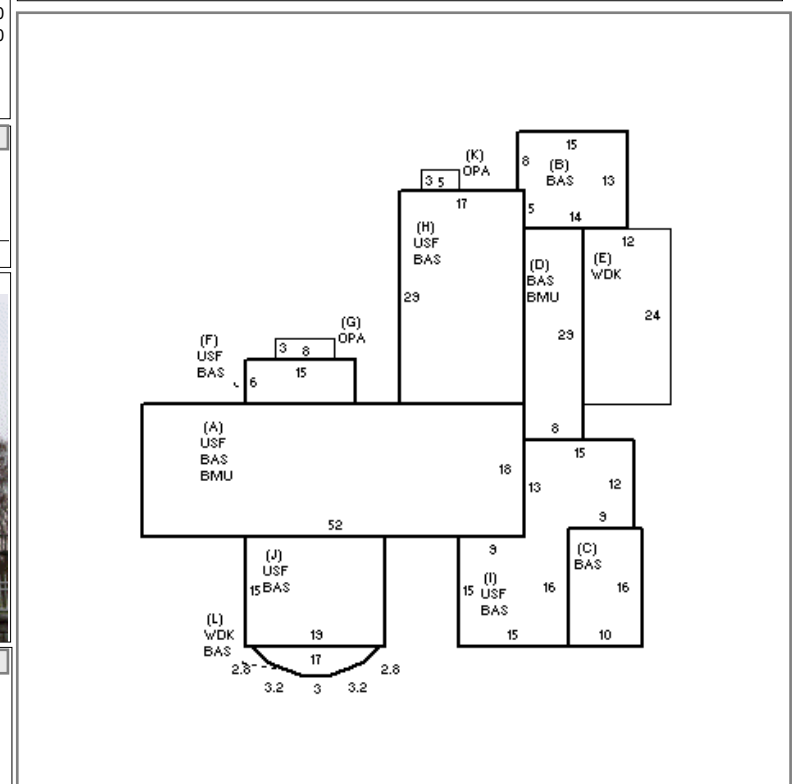 0
0
15
8
(B)
BAS
13
(K)
OPA
3 5
17
5
14
(H)
USF
BAS
12
(D)
BAS
BMU
(E)
WDK
29
24
29
(G)
OPA
3 8
(F)
USF
BAS
15
6
(A)
USF
BAS
BMU
8
15
18
13
12
9
52
9
(J)
USF
BAS
15
(C)
BAS
(I)
USF
BAS
15
16
16
(L)
WDK
BAS
19
15
10
17
2.8
2.8
3.2
3
3.2